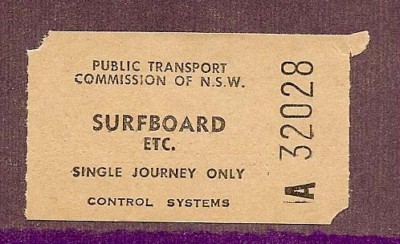 PUBLIC TRANSPORT
COMMISSION OF N.S.W.
SURFBOARD
ETC.
SINGLE JOURNEY ONLY
CONTROL SYSTEMS
A 32028